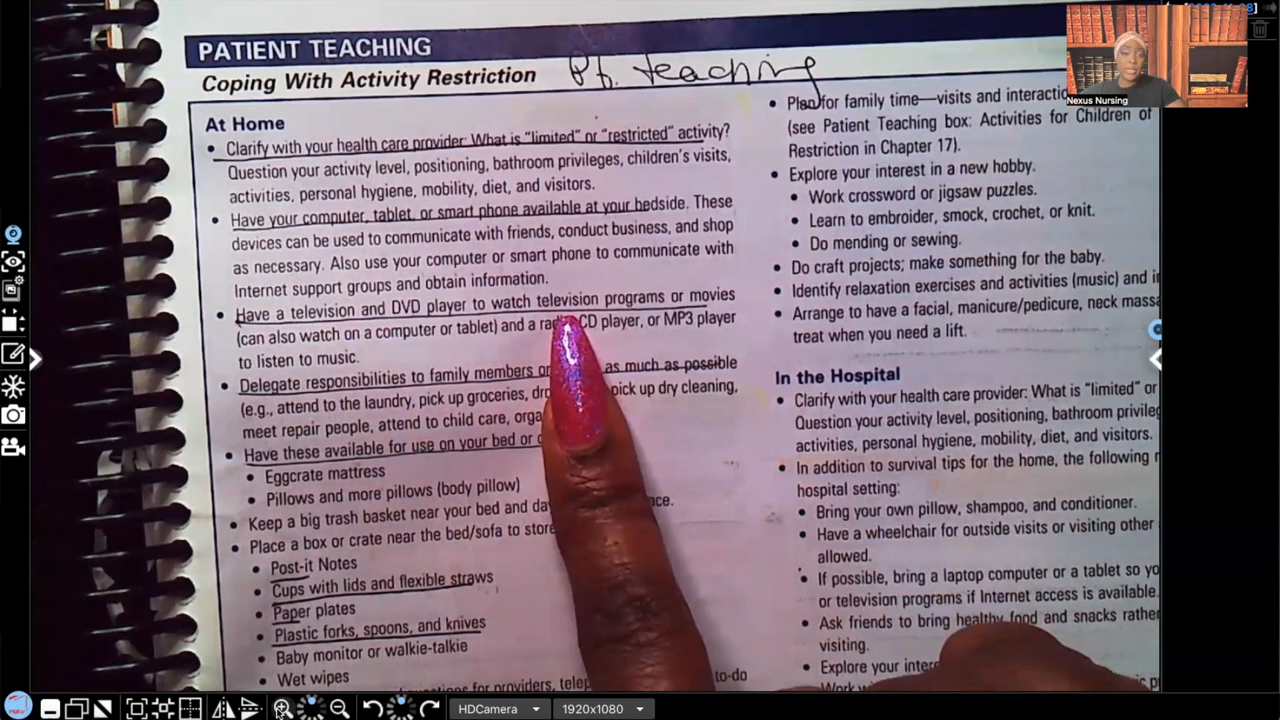 PATIENT TEACHING
Coping With Activity Restriction
Pt. teaching
At Home
• Clarify with your health care provider: What is “limited” or “restricted” activity?
Question your activity level, positioning, bathroom privileges, children's visits,
activities, personal hygiene, mobility, diet, and visitors.
• Have your computer, tablet, or smart phone available at your bedside. These
devices can be used to communicate with friends, conduct business, and shop
as necessary. Also use your computer or smart phone to communicate with
Internet support groups and obtain information.
• Have a television and DVD player to watch television programs or movies
(can also watch on a computer or tablet) and a CD player, or MP3 player
to listen to music.
• Delegate responsibilities to family members or as much as possible
(e.g., attend to the laundry, pick up groceries, pick up dry cleaning,
meet repair people, attend to child care,
• Have these available for use on your bed or
• Eggcrate mattress
• Pillows and more pillows (body pillow)
• Keep a big trash basket near your bed and
• Place a box or crate near the bed/sofa to store
• Post-it Notes
• Cups with lids and flexible straws
• Paper plates
• Plastic forks, spoons, and knives
• Baby monitor or walkie-talkie
• Wet wipes
for providers, to-do
• Plan for family time—visits and
(see Patient Teaching box: Activities for Children of
Restriction in Chapter 17).
• Explore your interest in a new hobby.
• Work crossword or jigsaw puzzles.
• Learn to embroider, smock, crochet, or knit.
• Do mending or sewing.
• Do craft projects; make something for the baby.
• Identify relaxation exercises and activities (music) and
• Arrange to have a facial, manicure/pedicure, neck
treat when you need a lift.
In the Hospital
• Clarify with your health care provider: What is “limited” or
Question your activity level, positioning, bathroom
activities, personal hygiene, mobility, diet, and visitors.
• In addition to survival tips for the home, the following
hospital setting:
• Bring your own pillow, shampoo, and conditioner.
• Have a wheelchair for outside visits or visiting other
allowed.
• If possible, bring a laptop computer or a tablet so
or television programs if Internet access is available.
• Ask friends to bring healthy food and snacks rather
visiting.
• Explore your
Nexus Nursing
HDCamera
1920x1080